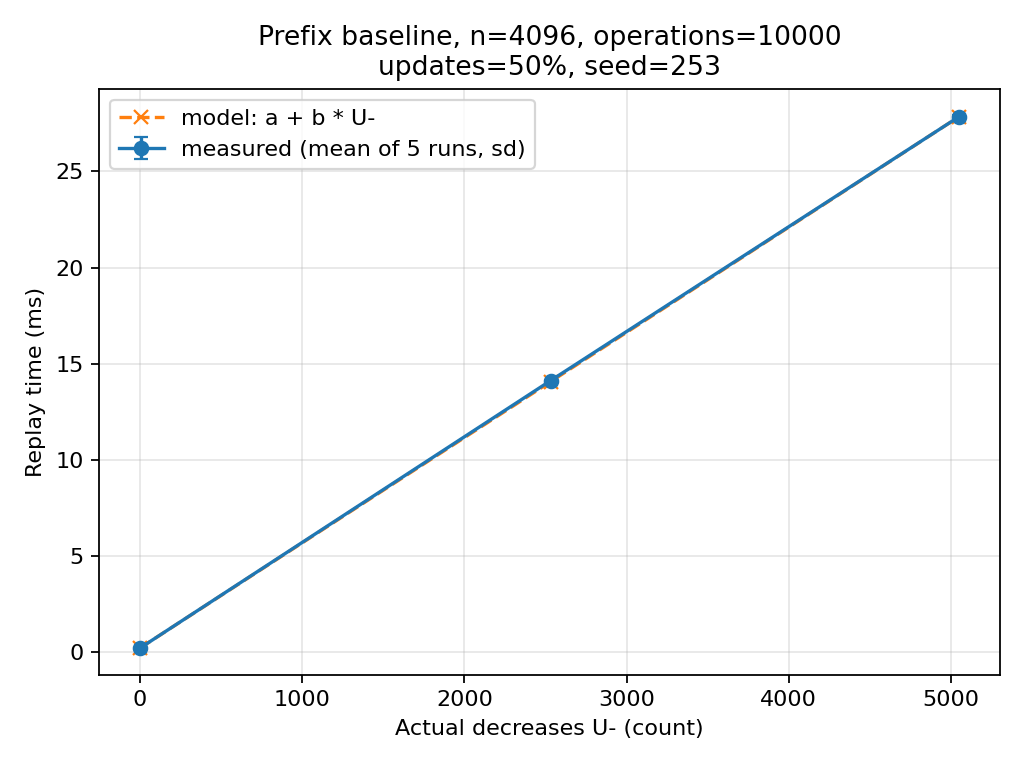 Prefix baseline, n=4096, operations=10000
updates=50%, seed=253
model: a + b * U-
measured (mean of 5 runs, sd)
Replay time (ms)
25
20
15
10
5
0
0 1000 2000 3000 4000 5000
Actual decreases U- (count)